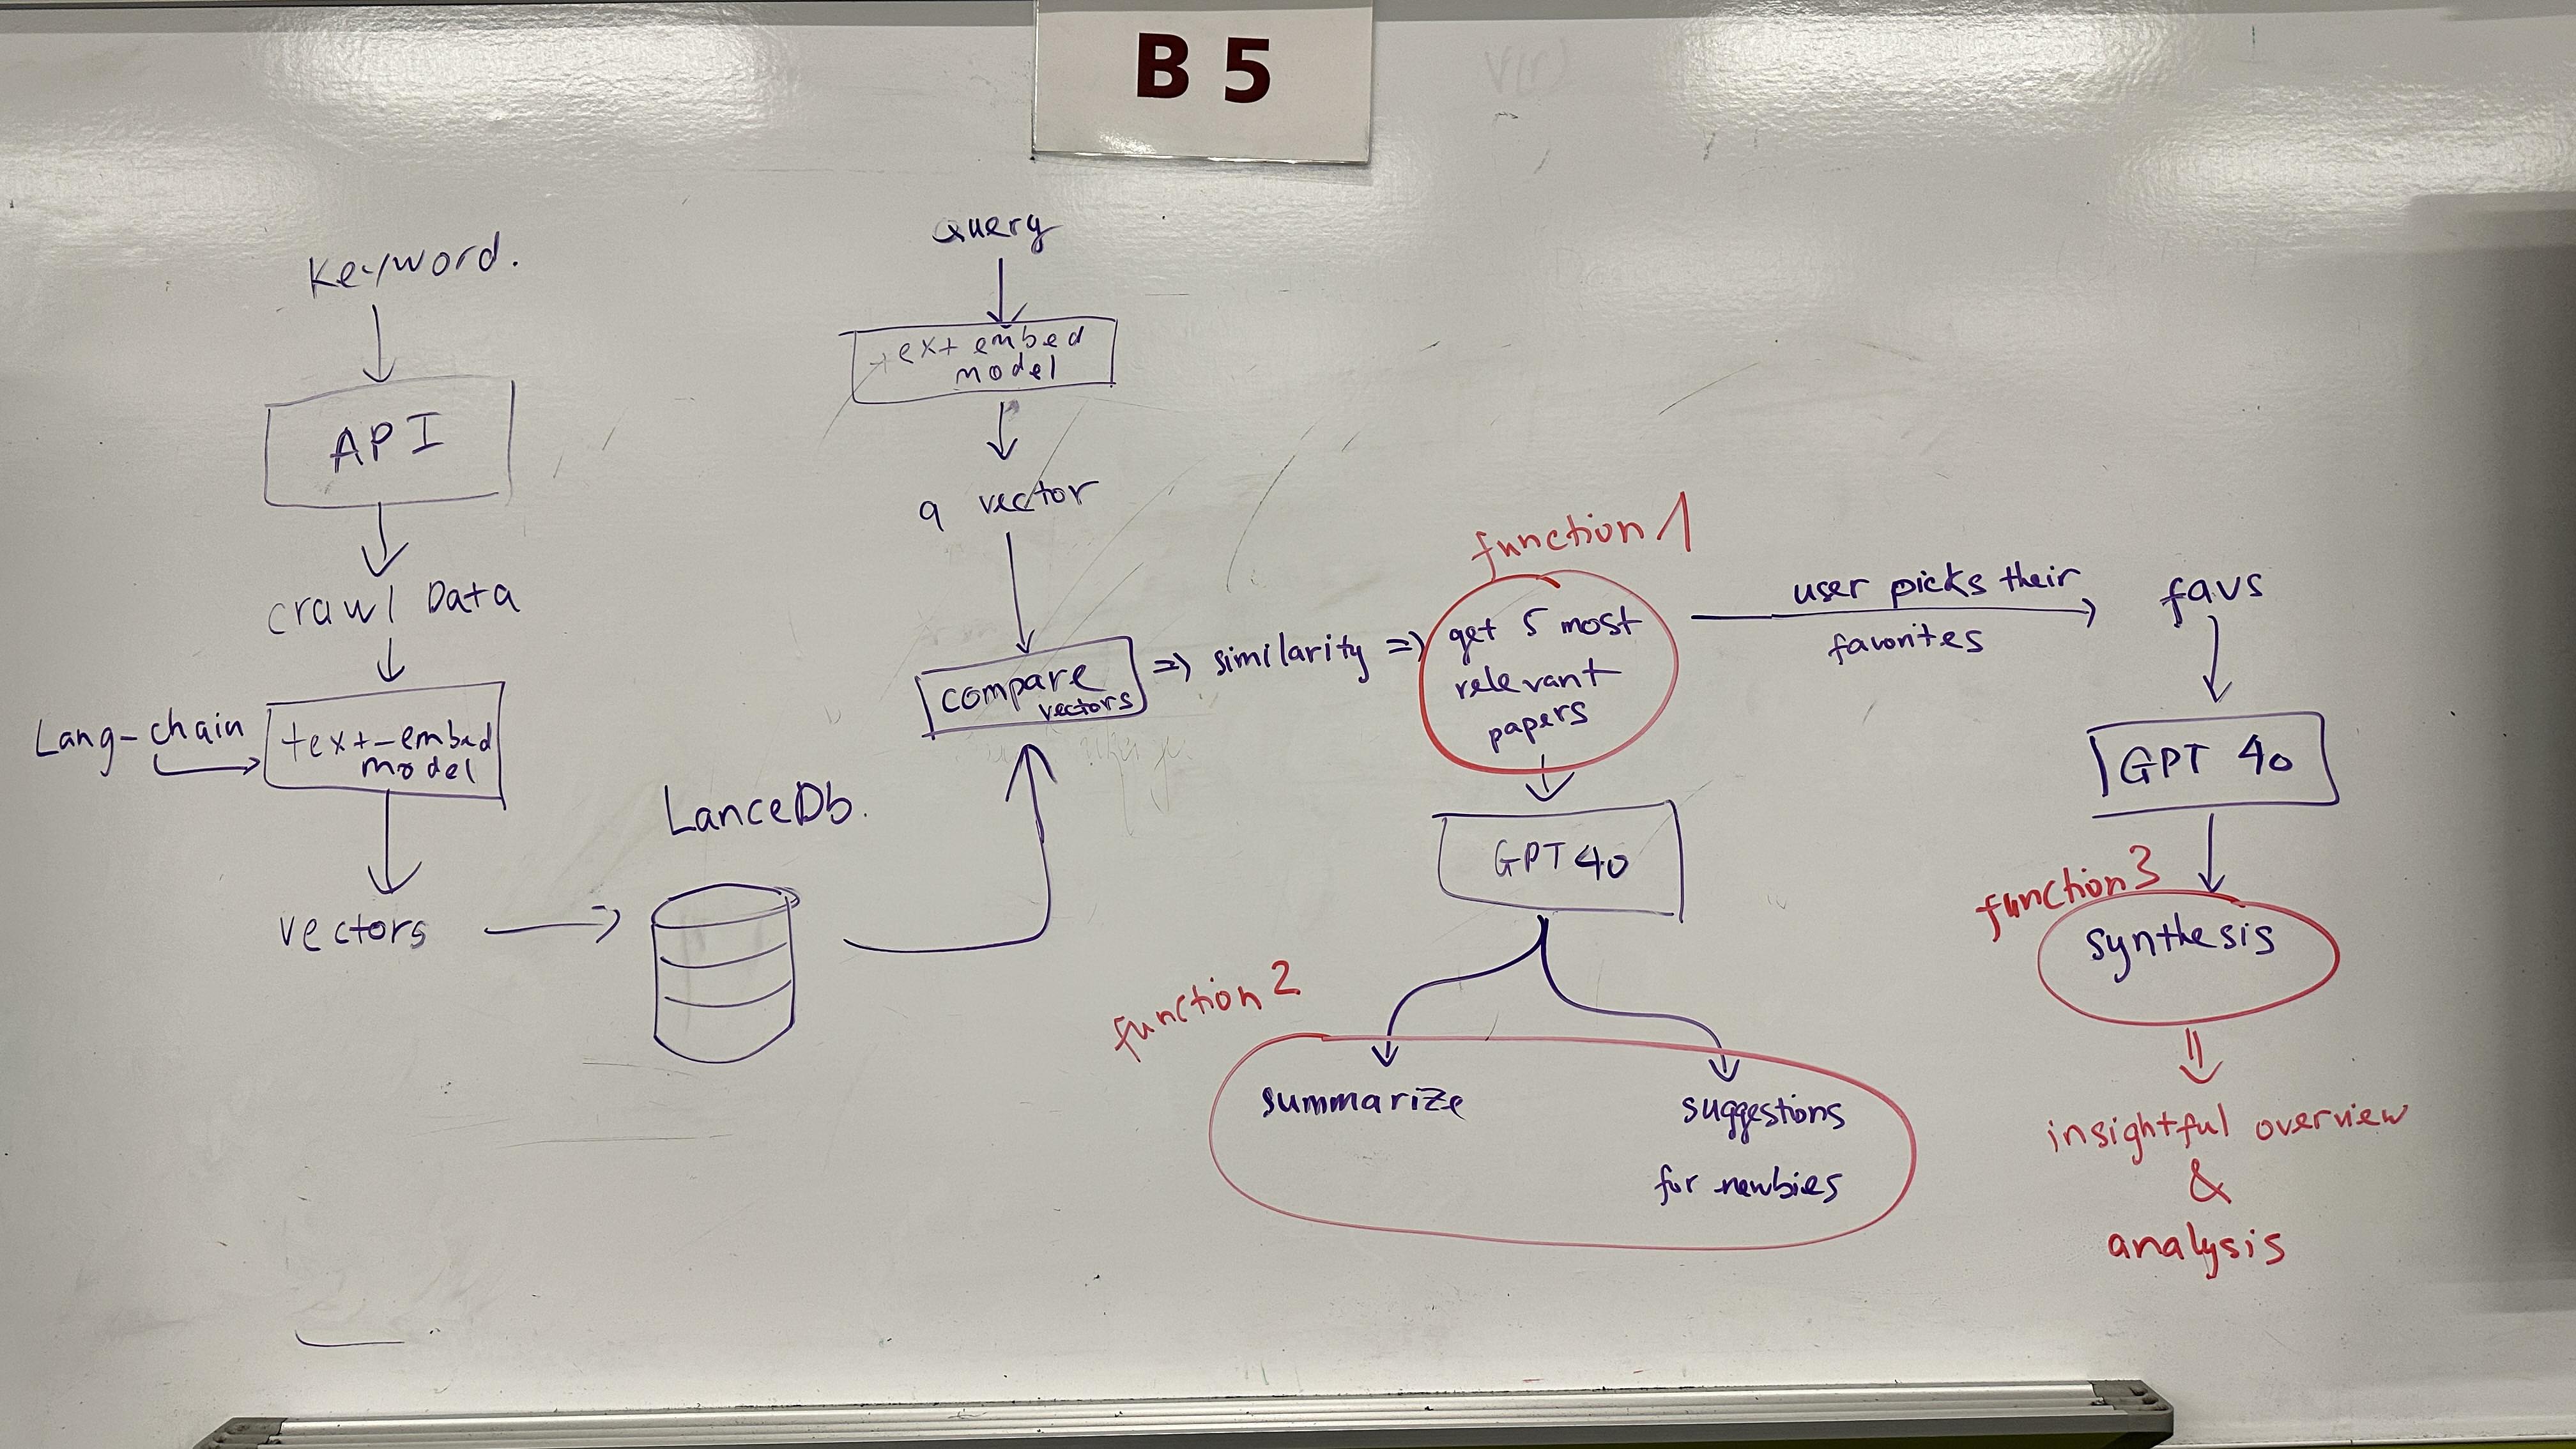 B 5
Keyword.
API
crawl Data
Lang-chain
text-embed
model
vectors
LanceDb.
query
text embed
model
a vector
compare
vectors
=> similarity =>
function 1
get 5 most
relevant
papers
GPT 4o
function 2
summarize
suggestions
for newbies
user picks their
favorites
favs
GPT 4o
function 3
synthesis
insightful overview
&
analysis